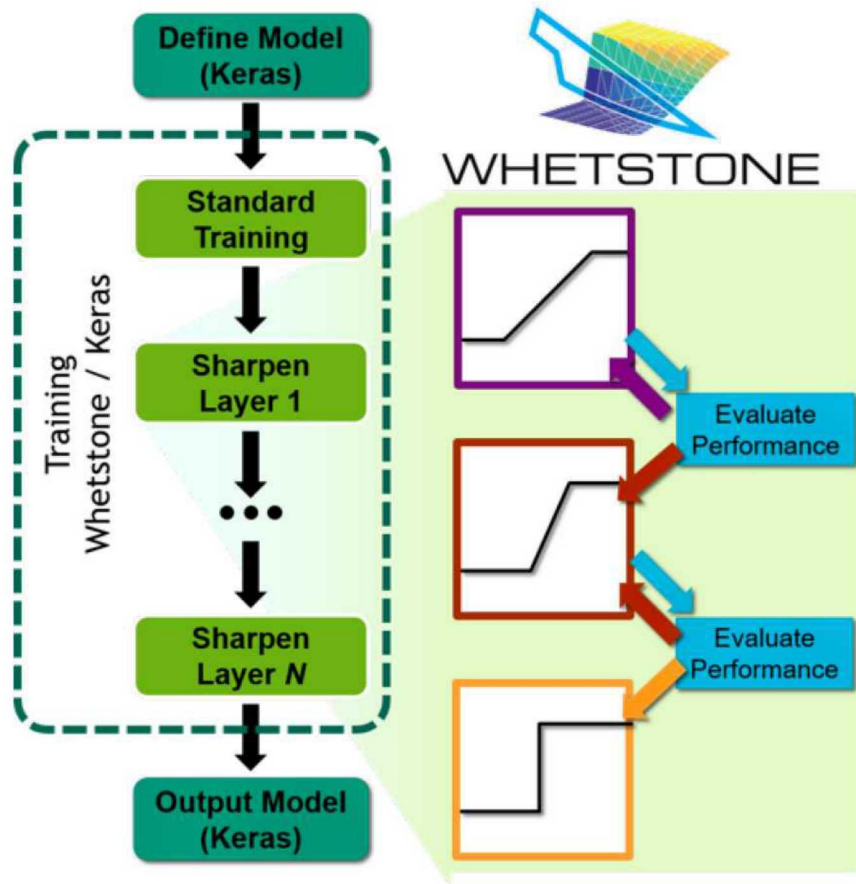 Define Model
(Keras)
WHETSTONE
Training
Whetstone / Keras
Standard
Training
Sharpen
Layer 1
Sharpen
Layer N
Output Model
(Keras)
Evaluate
Performance
Evaluate
Performance